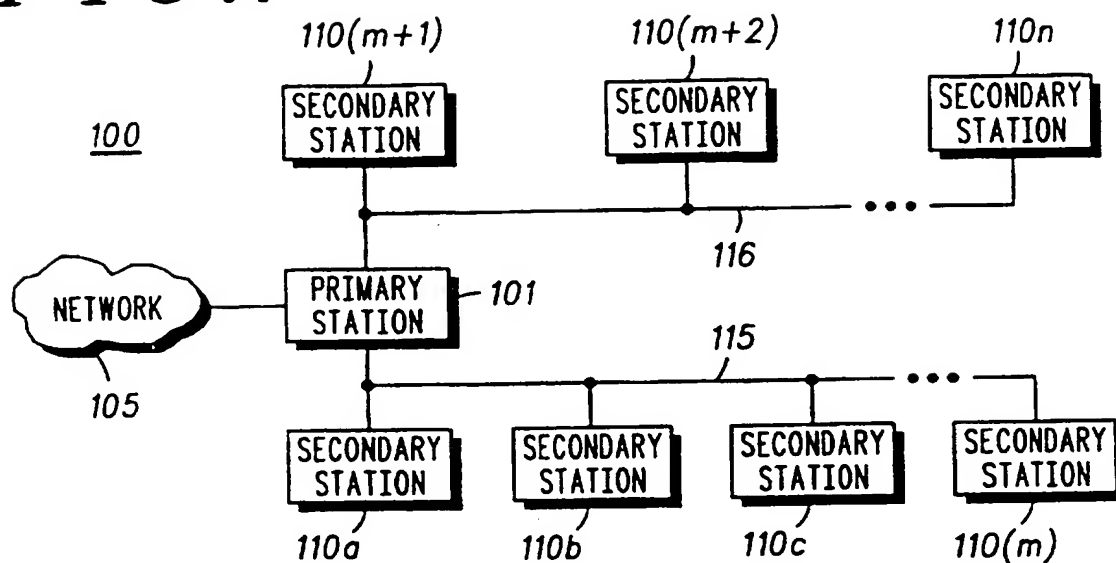 110(m+1)
110(m+2)
110n
SECONDARY
STATION
SECONDARY
STATION
SECONDARY
STATION
100
116
NETWORK
PRIMARY
STATION
101
105
115
SECONDARY
STATION
SECONDARY
STATION
SECONDARY
STATION
SECONDARY
STATION
110a
110b
110c
110(m)